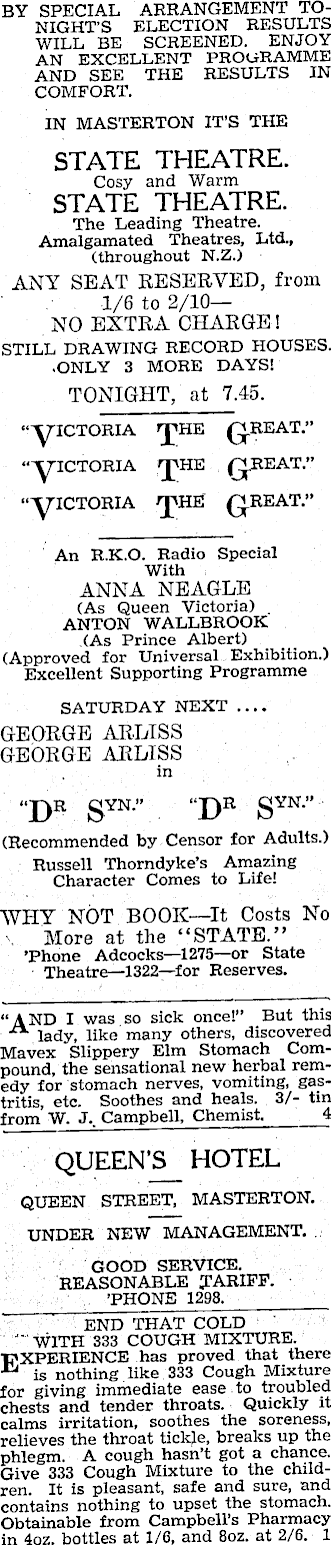 BY SPECIAL ARRANGEMENT TO-
NIGHT'S ELECTION RESULTS
WILL BE SCREENED. ENJOY
AN EXCELLENT PROGRAMME
AND SEE THE RESULTS IN
COMFORT.
IN MASTERTON IT'S THE
STATE THEATRE.
Cosy and Warm
STATE THEATRE.
The Leading Theatre.
Amalgamated Theatres, Ltd.,
(throughout N.Z.)
ANY SEAT RESERVED, from
1/6 to 2/10—
NO EXTRA CHARGE!
STILL DRAWING RECORD HOUSES.
ONLY 3 MORE DAYS!
TONIGHT, at 7.45.
"VICTORIA THE GREAT."
"VICTORIA THE GREAT."
"VICTORIA THE GREAT."
An R.K.O. Radio Special
With
ANNA NEAGLE
(As Queen Victoria)
ANTON WALLBROOK
(As Prince Albert)
(Approved for Universal Exhibition.)
Excellent Supporting Programme
SATURDAY NEXT ....
GEORGE ARLISS
GEORGE ARLISS
in
"DR SYN." "DR SYN."
(Recommended by Censor for Adults.)
Russell Thorndyke's Amazing
Character Comes to Life!
WHY NOT BOOK—It Costs No
More at the "STATE."
'Phone Adcocks—1275—or State
Theatre—1322—for Reserves.
"AND I was so sick once!" But this
lady, like many others, discovered
Mavex Slippery Elm Stomach Com-
pound, the sensational new herbal rem-
edy for stomach nerves, vomiting, gas-
tritis, etc. Soothes and heals. 3/- tin
from W. J. Campbell, Chemist. 4
QUEEN'S HOTEL
QUEEN STREET, MASTERTON.
UNDER NEW MANAGEMENT.
GOOD SERVICE.
REASONABLE TARIFF.
'PHONE 1298.
END THAT COLD
WITH 333 COUGH MIXTURE.
EXPERIENCE has proved that there
is nothing like 333 Cough Mixture
for giving immediate ease to troubled
chests and tender throats. Quickly it
calms irritation, soothes the soreness,
relieves the throat tickle, breaks up the
phlegm. A cough hasn't got a chance.
Give 333 Cough Mixture to the child-
ren. It is pleasant, safe and sure, and
contains nothing to upset the stomach.
Obtainable from Campbell's Pharmacy
in 4oz. bottles at 1/6, and 8oz. at 2/6. 1